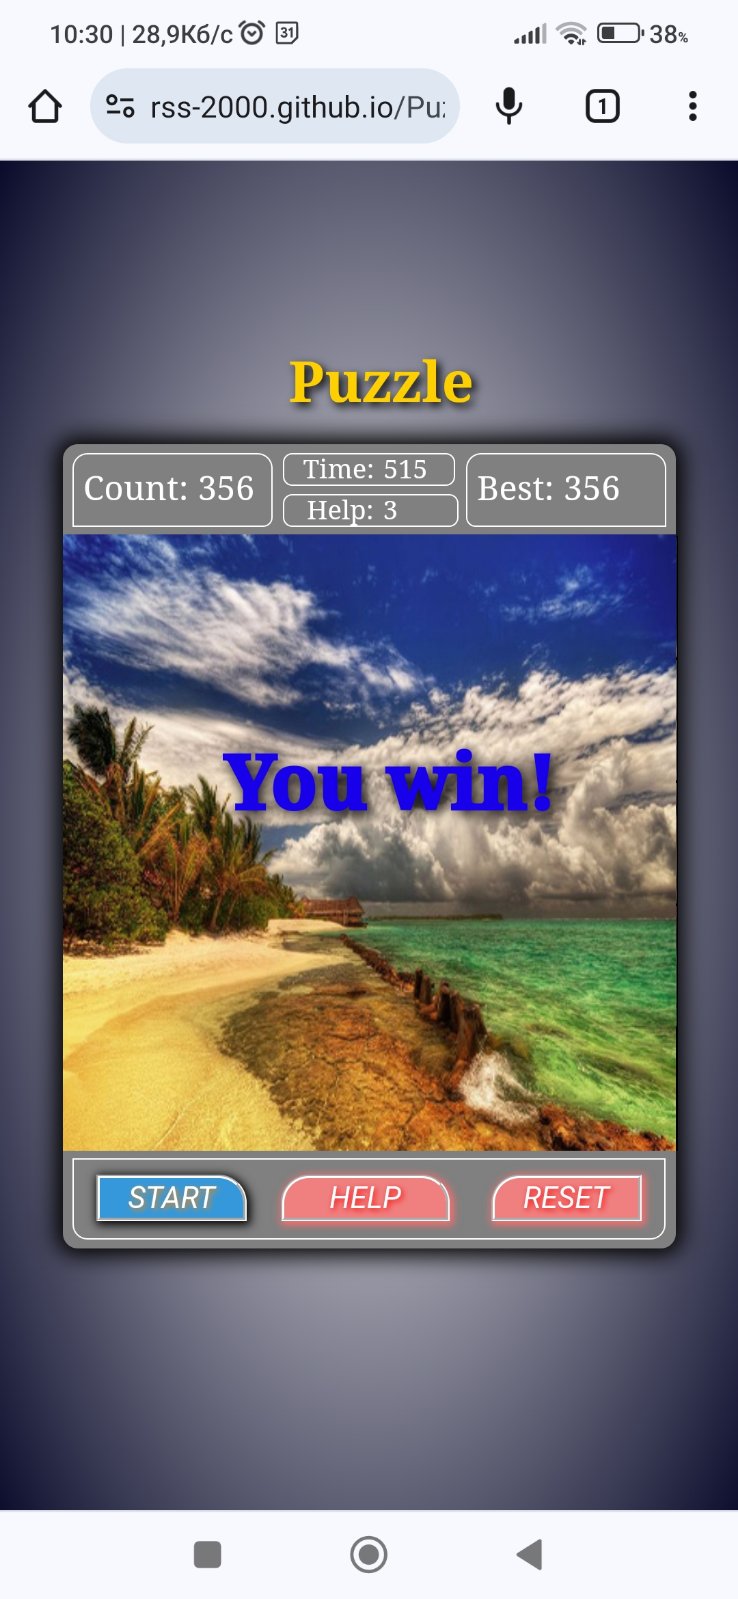 10:30 | 28,9Кб/с 31 38%
rss-2000.github.io/Pu 1
Puzzle
Count: 356
Time: 515
Help: 3
Best: 356
You win!
START HELP RESET